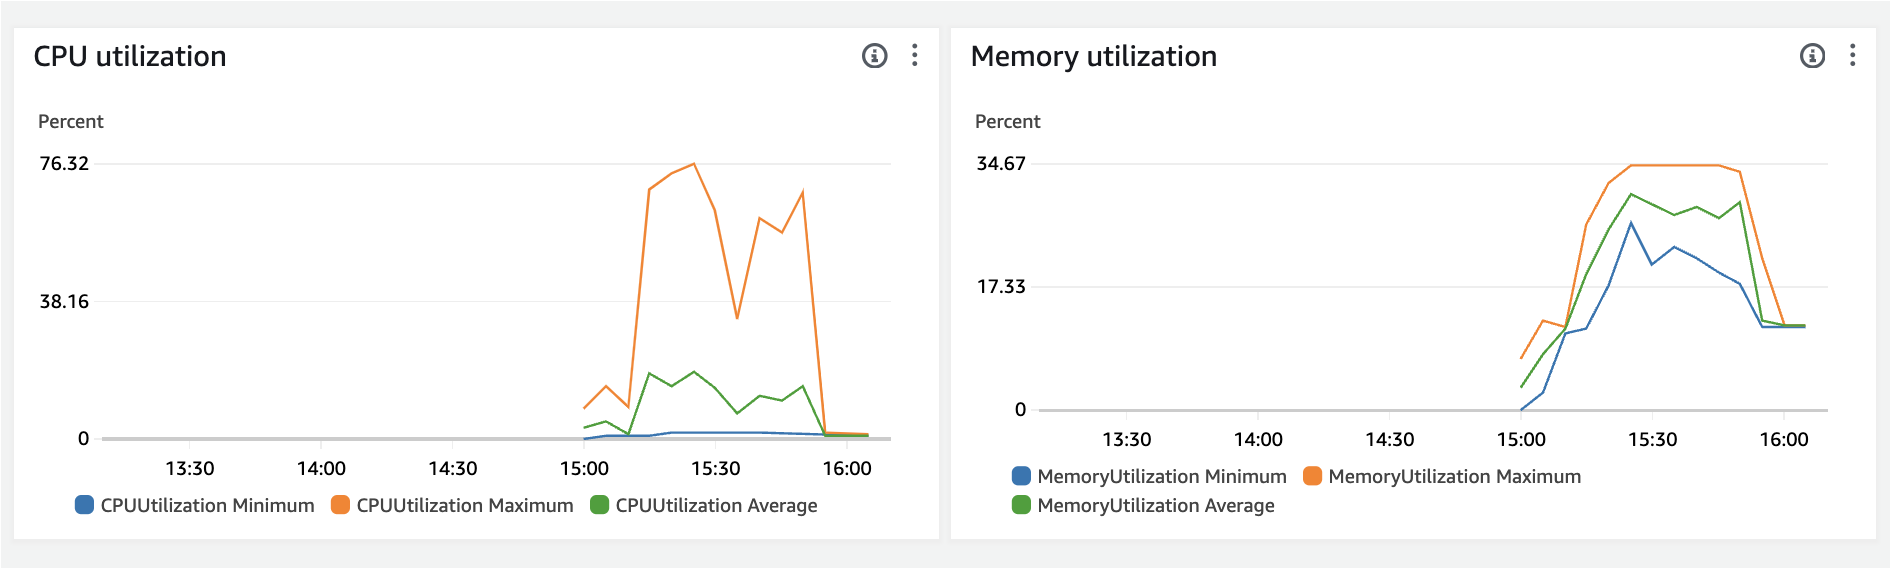 CPU utilization
Percent
76.32
38.16
0
13:30 14:00 14:30 15:00 15:30 16:00
CPUUtilization Minimum CPUUtilization Maximum CPUUtilization Average
Memory utilization
Percent
34.67
17.33
0
13:30 14:00 14:30 15:00 15:30 16:00
MemoryUtilization Minimum MemoryUtilization Maximum
MemoryUtilization Average